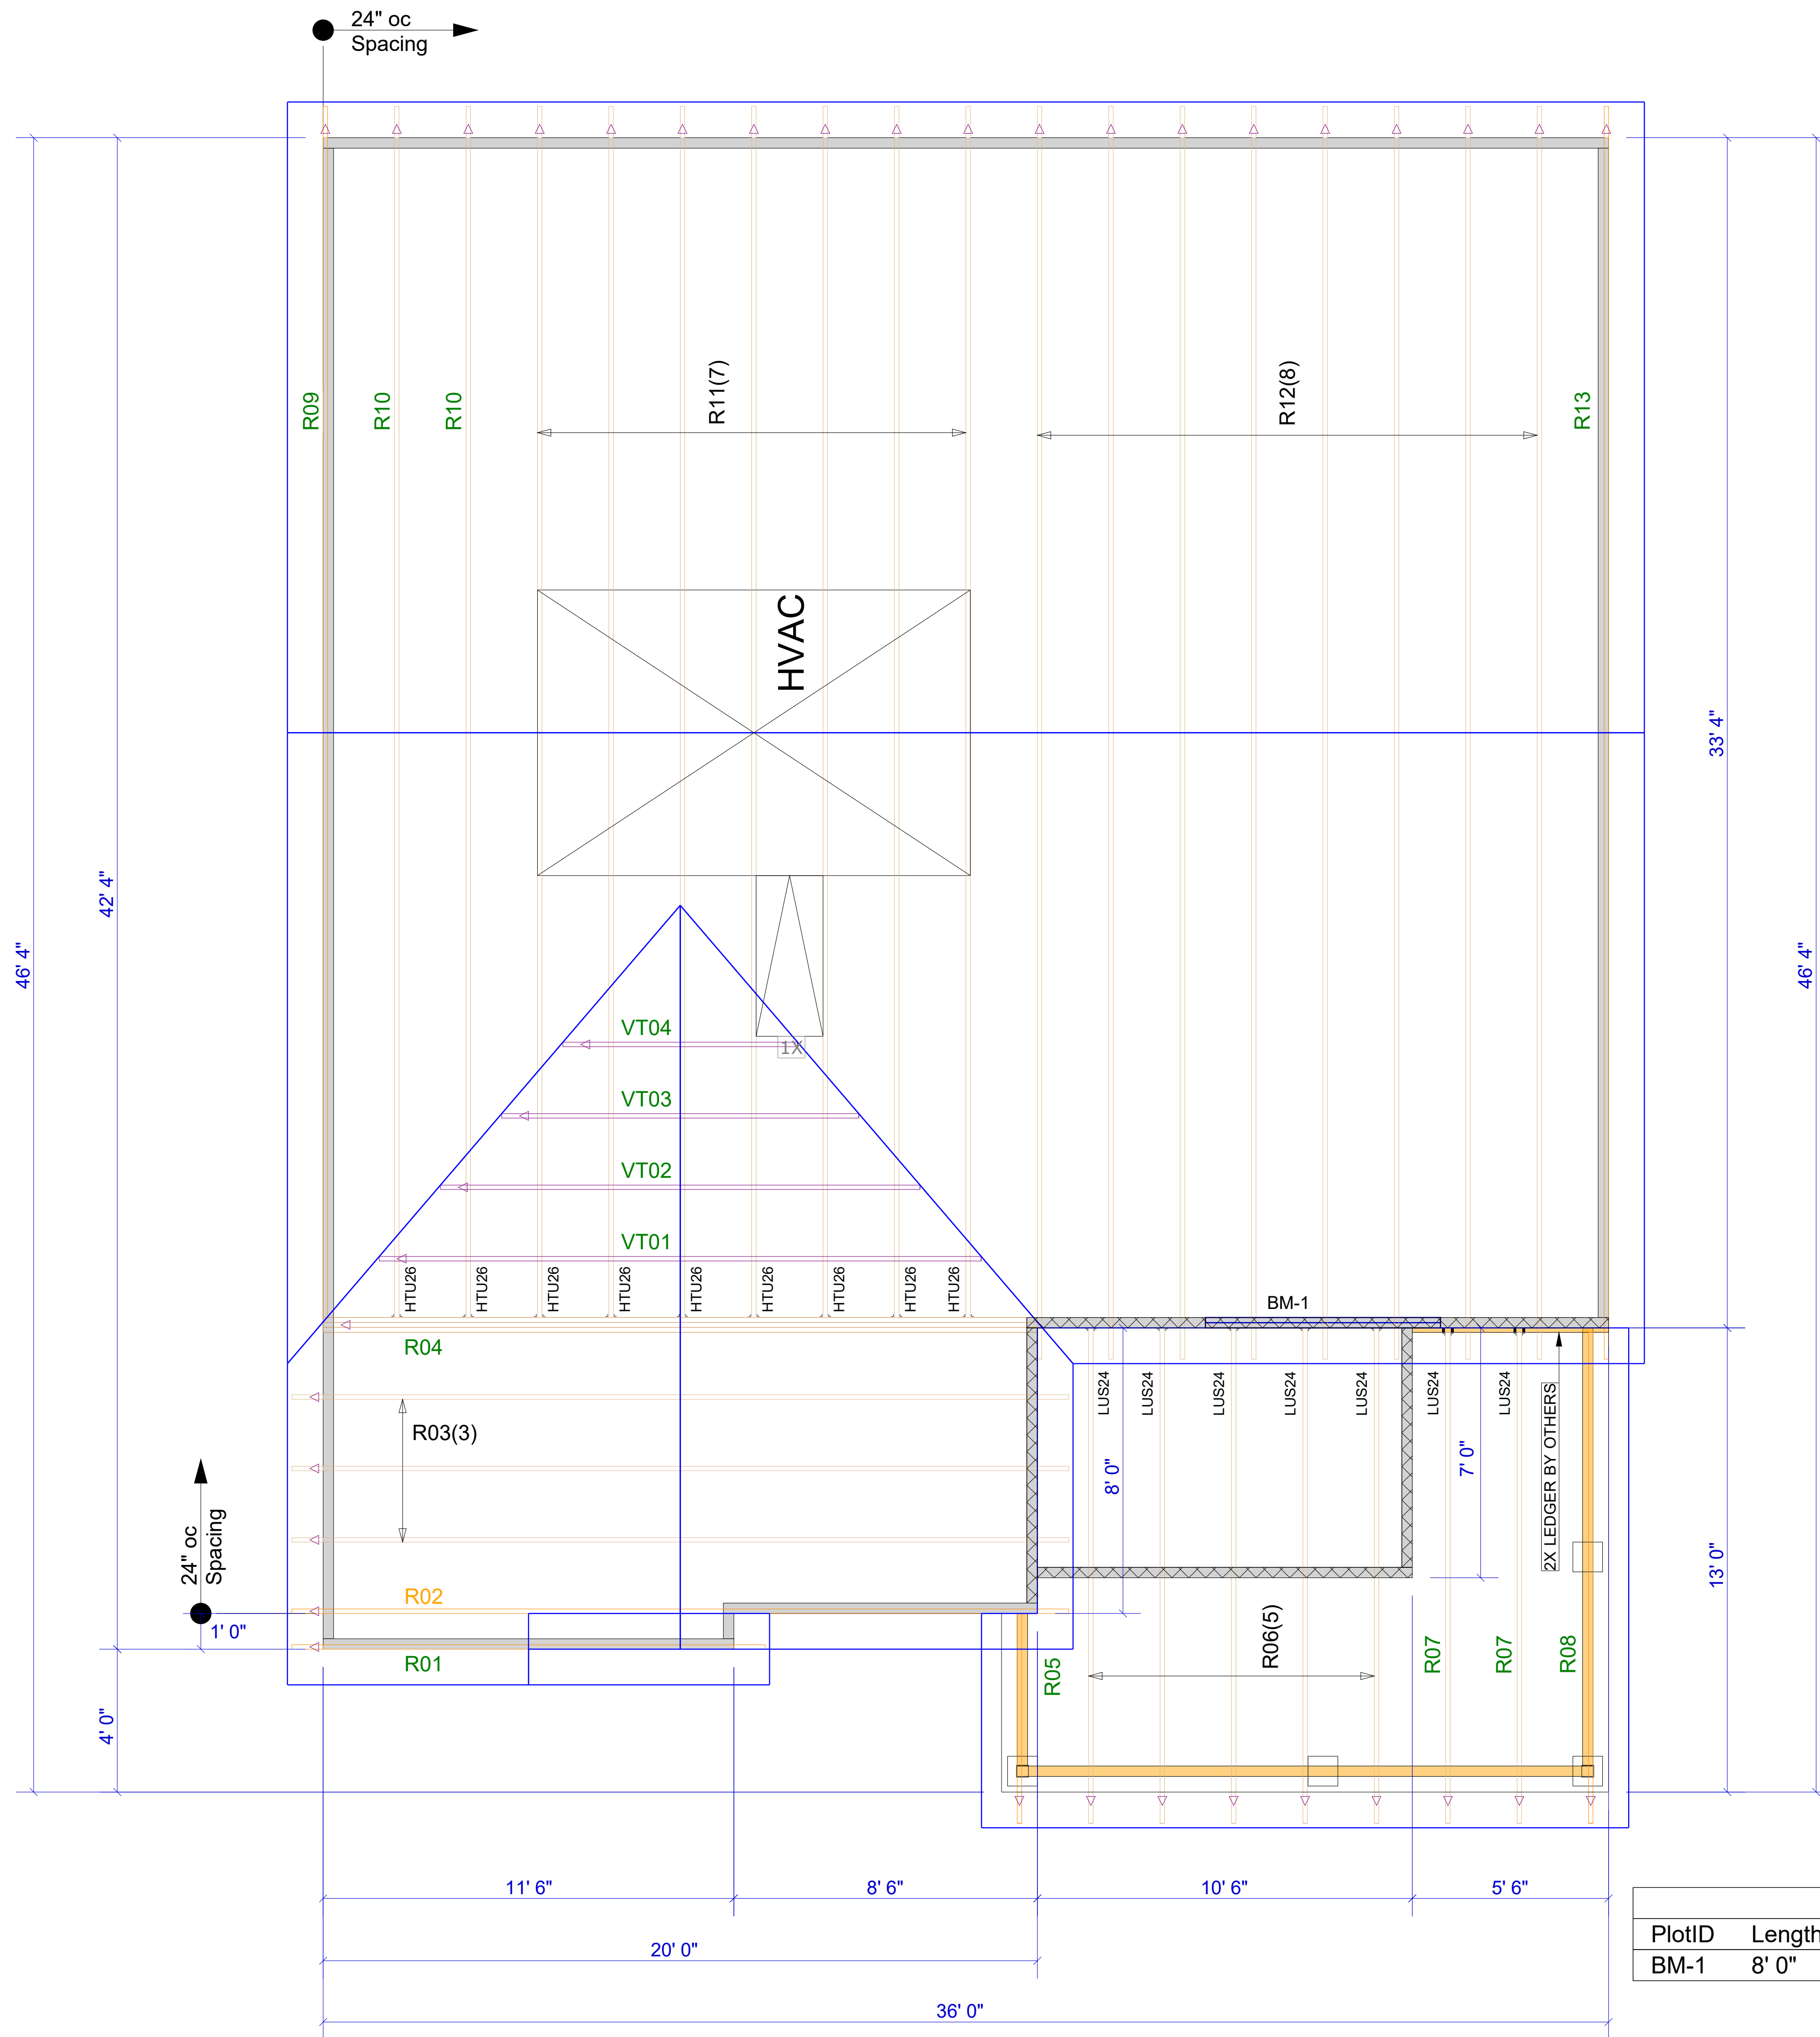 24" oc
Spacing
R09
R10
R10
R11(7)
R12(8)
R13
HVAC
33' 4"
42' 4"
46' 4"
46' 4"
VT04
1X
VT03
VT02
VT01
HTU26
HTU26
HTU26
HTU26
HTU26
HTU26
HTU26
HTU26
HTU26
BM-1
R04
R03(3)
LUS24
LUS24
LUS24
LUS24
LUS24
LUS24
LUS24
2X LEDGER BY OTHERS
8' 0"
7' 0"
13' 0"
24" oc
Spacing
R02
1' 0"
R01
R05
R06(5)
R07
R07
R08
4' 0"
11' 6"
8' 6"
10' 6"
5' 6"
20' 0"
36' 0"
PlotID Length
BM-1 8' 0"